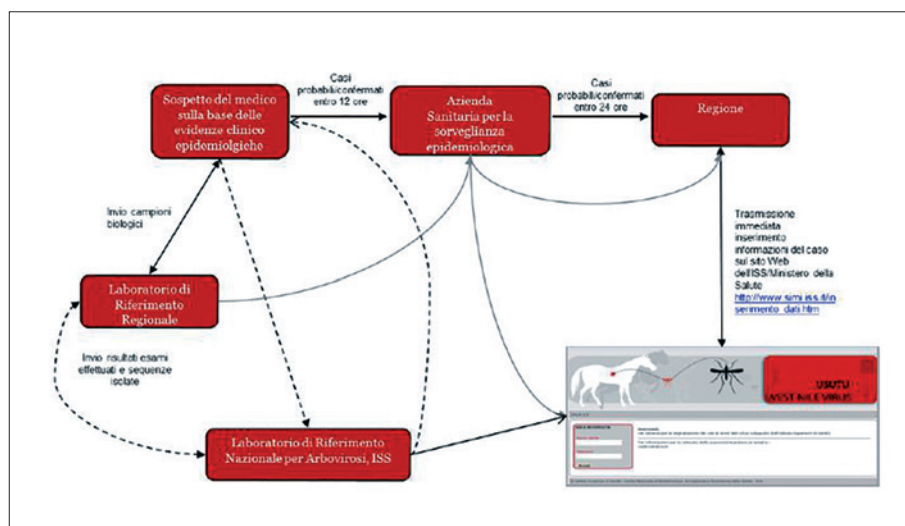 Casi
probabili/confermati
entro 12 ore
Casi
probabili/confermati
entro 24 ore
Sospetto del medico
sulla base delle
evidenze clinico
epidemiolgiche
Azienda
Sanitaria per la
sorveglianza
epidemiologica
Regione
Invio campioni
biologici
Trasmissione
immediata
inserimento
informazioni del caso
sul sito Web
dell'ISS/Ministero della
Salute
http://www.simi.iss.it/in
serimento_dati.htm
Laboratorio di
Riferimento
Regionale
Invio risultati esami
effettuati e sequenze
isolate
Laboratorio di Riferimento
Nazionale per Arbovirosi, ISS
USUTU
WEST NILE VIRUS